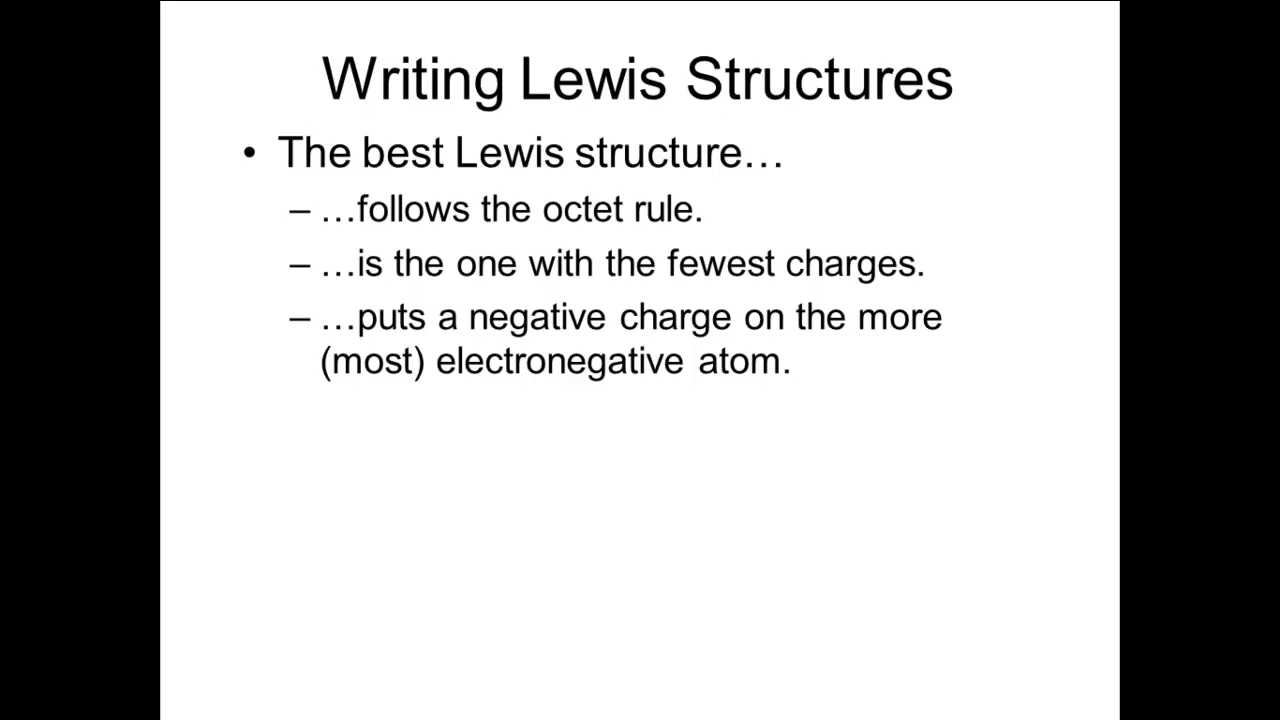 Writing Lewis Structures
• The best Lewis structure…
– …follows the octet rule.
– …is the one with the fewest charges.
– …puts a negative charge on the more
(most) electronegative atom.